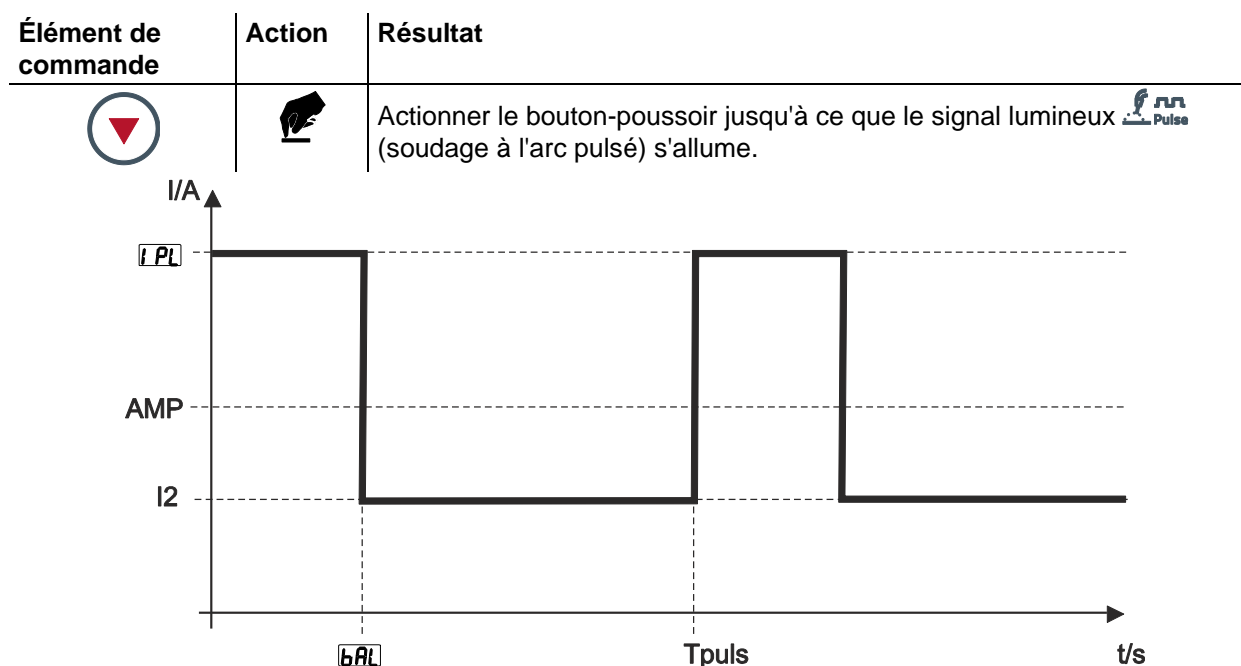 Élément de commande
Action
Résultat
Actionner le bouton-poussoir jusqu'à ce que le signal lumineux Pulse
(soudage à l'arc pulsé) s'allume.
I/A
IPL
AMP
I2
bAL
Tpuls
t/s